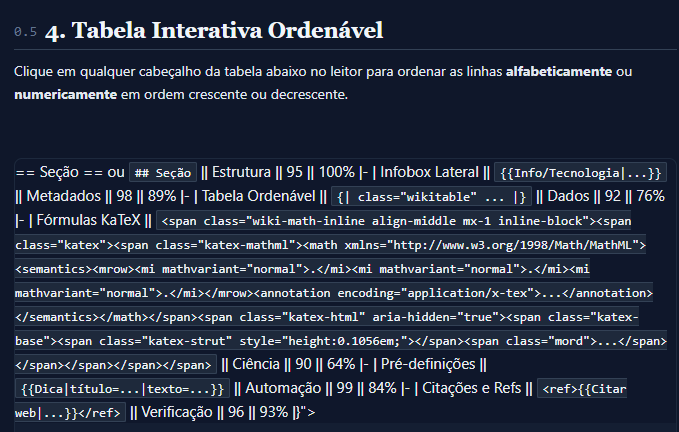 0.5 4. Tabela Interativa Ordenável
Clique em qualquer cabeçalho da tabela abaixo no leitor para ordenar as linhas alfabeticamente ou
numericamente em ordem crescente ou decrescente.
== Seção == ou ## Seção || Estrutura || 95 || 100% |- | Infobox Lateral || {{Info/Tecnologia|...}}
|| Metadados || 98 || 89% |- | Tabela Ordenável || {| class="wikitable" ... |} || Dados || 92 || 76%
|- | Fórmulas KaTeX || <span class="wiki-math-inline align-middle mx-1 inline-block"><span
class="katex"><span class="katex-mathml"><math xmlns="http://www.w3.org/1998/Math/MathML">
<semantics><mrow><mi mathvariant="normal">.</mi><mi mathvariant="normal">.</mi><mi
mathvariant="normal">.</mi></mrow><annotation encoding="application/x-tex">...</annotation>
</semantics></math></span><span class="katex-html" aria-hidden="true"><span class="katex-
base"><span class="katex-strut" style="height:0.1056em;"></span><span class="mord">...</span>
</span></span></span></span> || Ciência || 90 || 64% |- | Pré-definições ||
{{Dica|título=...|texto=...}} || Automação || 99 || 84% |- | Citações e Refs || <ref>{{Citar
web|...}}</ref> || Verificação || 96 || 93% |}">